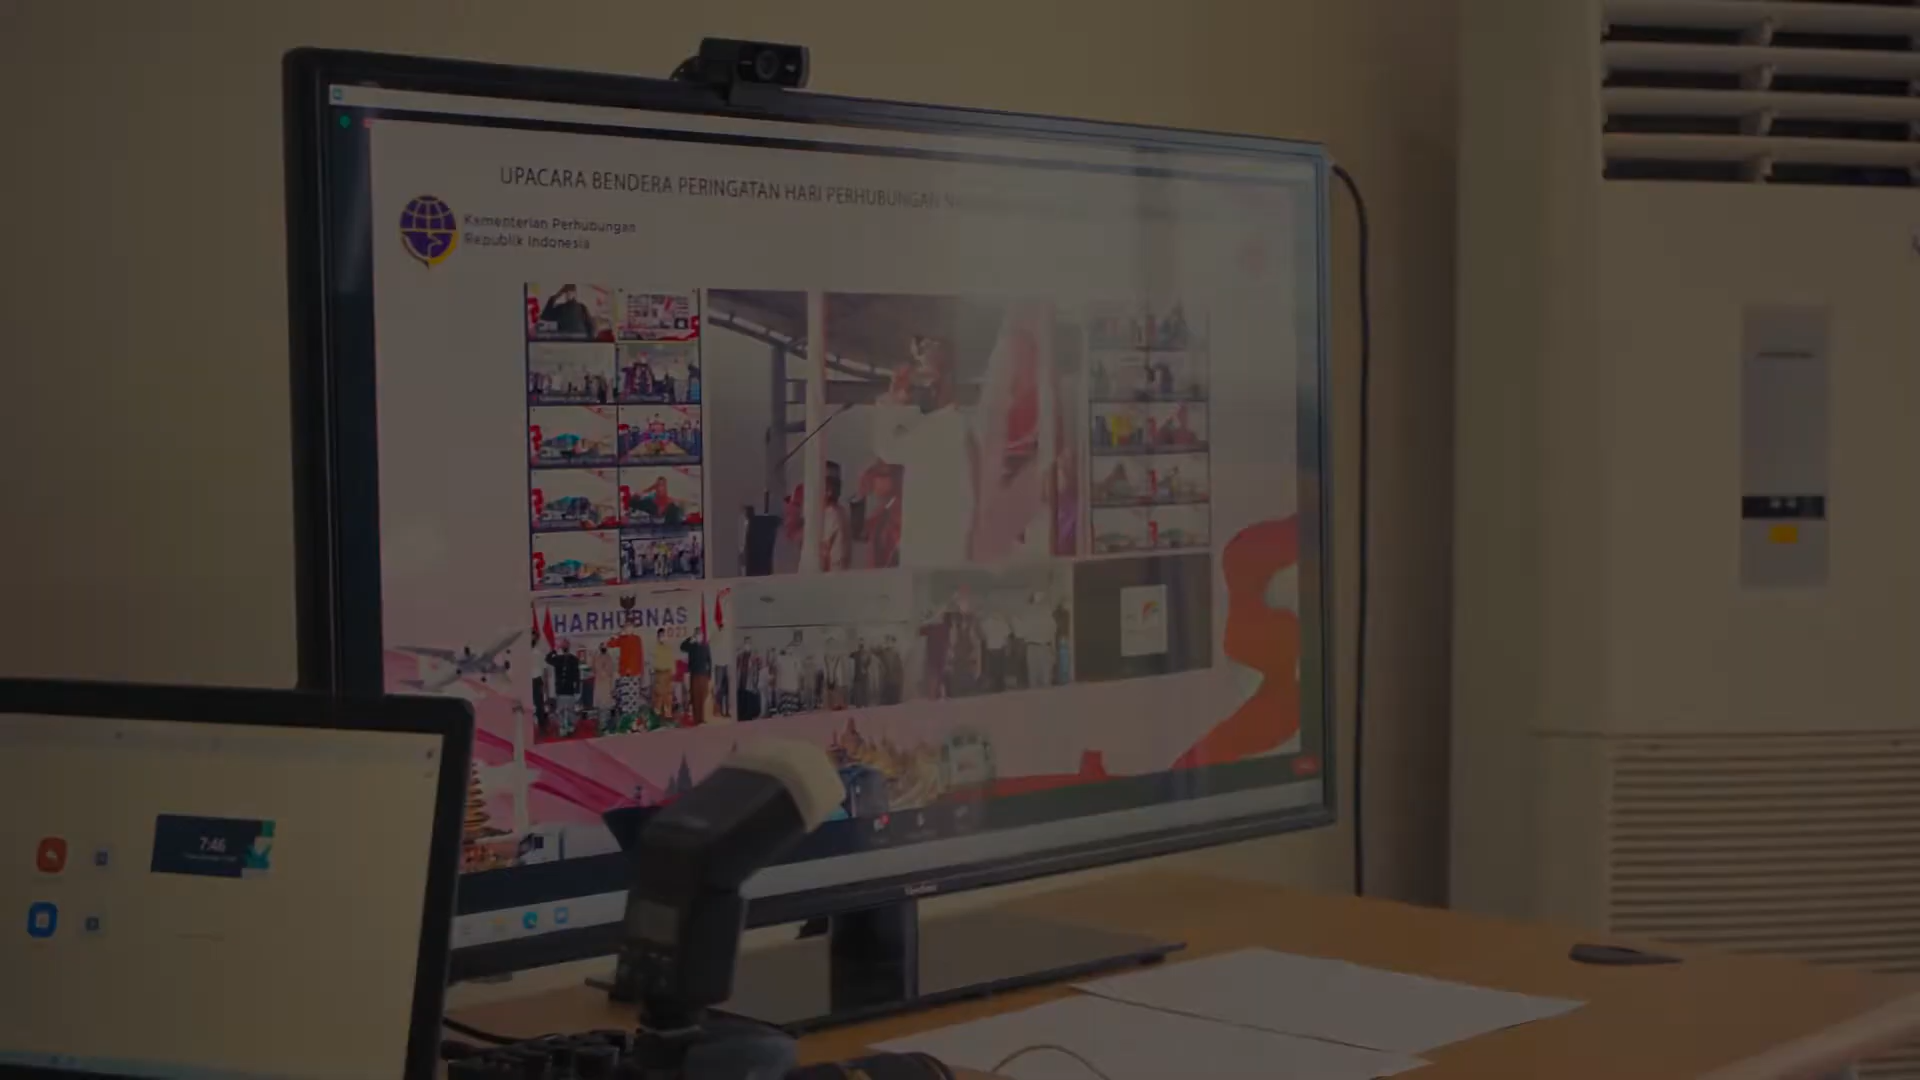 UPACARA BENDERA PERINGATAN HARI PERHUBUNGAN
Kementerian Perhubungan
Republik Indonesia
HARHUBNAS
7:46